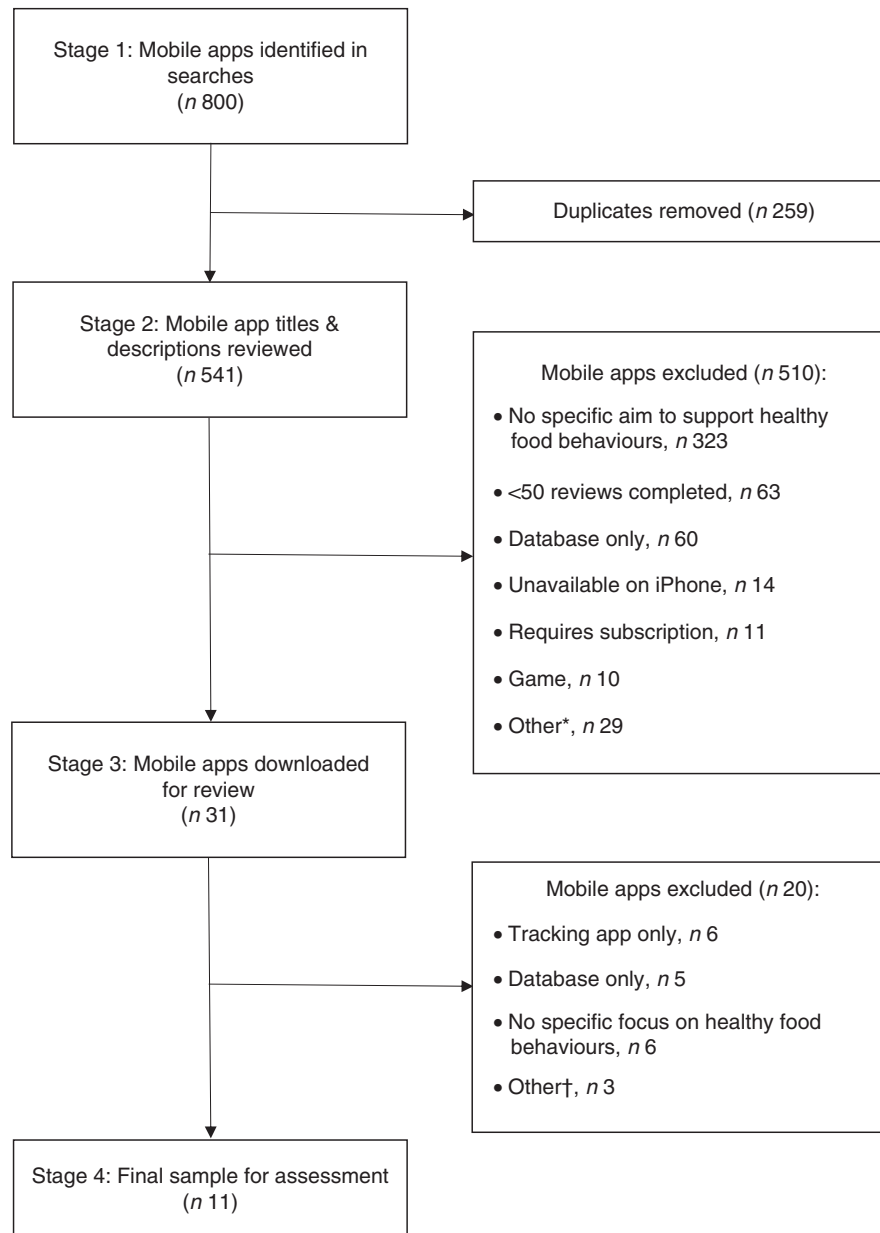 Stage 1: Mobile apps identified in
searches
(n 800)
Duplicates removed (n 259)
Stage 2: Mobile app titles &
descriptions reviewed
(n 541)
Mobile apps excluded (n 510):
• No specific aim to support healthy
food behaviours, n 323
• <50 reviews completed, n 63
• Database only, n 60
• Unavailable on iPhone, n 14
• Requires subscription, n 11
• Game, n 10
• Other*, n 29
Stage 3: Mobile apps downloaded
for review
(n 31)
Mobile apps excluded (n 20):
• Tracking app only, n 6
• Database only, n 5
• No specific focus on healthy food
behaviours, n 6
• Other†, n 3
Stage 4: Final sample for assessment
(n 11)